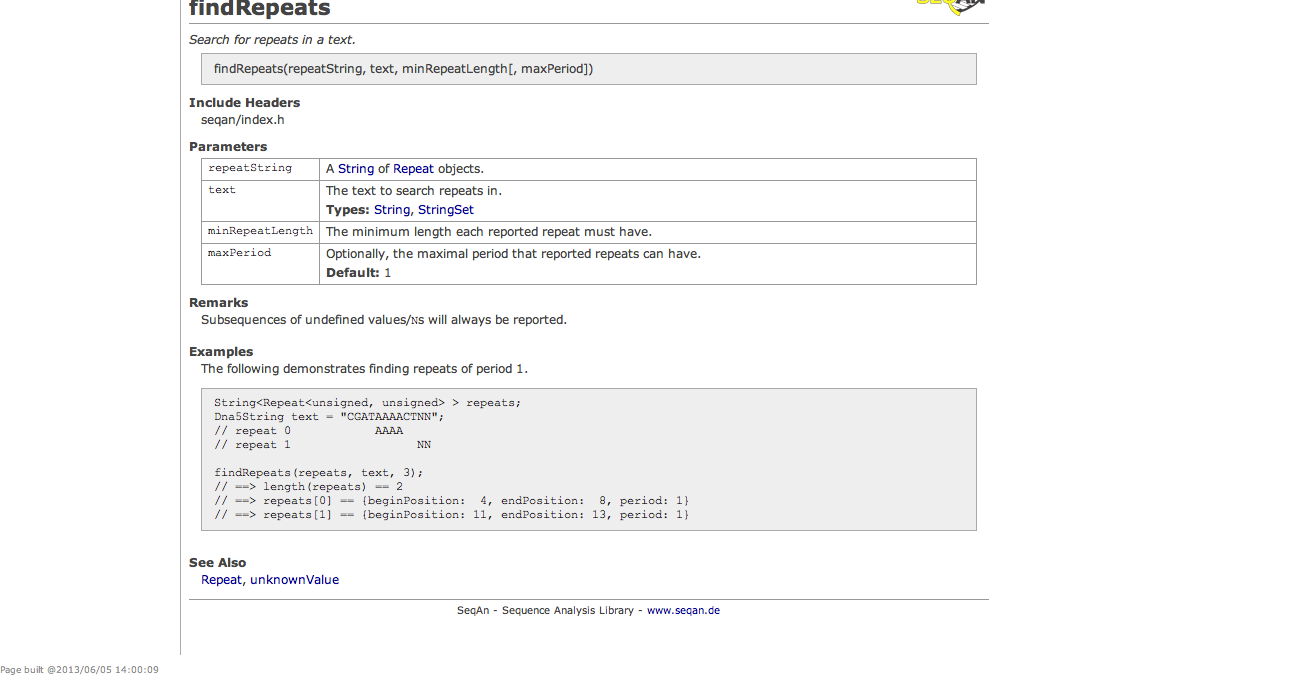 findRepeats
SEQAN
Search for repeats in a text.
findRepeats(repeatString, text, minRepeatLength[, maxPeriod])
Include Headers
seqan/index.h
Parameters
repeatString A String of Repeat objects.
text The text to search repeats in.
Types: String, StringSet
minRepeatLength The minimum length each reported repeat must have.
maxPeriod Optionally, the maximal period that reported repeats can have.
Default: 1
Remarks
Subsequences of undefined values/Ns will always be reported.
Examples
The following demonstrates finding repeats of period 1.
String<Repeat<unsigned, unsigned> > repeats;
Dna5String text = "CGATAAAACTNN";
// repeat 0            AAAA
// repeat 1                  NN
findRepeats(repeats, text, 3);
// ==> length(repeats) == 2
// ==> repeats[0] == {beginPosition:  4, endPosition:  8, period: 1}
// ==> repeats[1] == {beginPosition: 11, endPosition: 13, period: 1}
See Also
Repeat, unknownValue
SeqAn - Sequence Analysis Library - www.seqan.de
Page built @2013/06/05 14:00:09